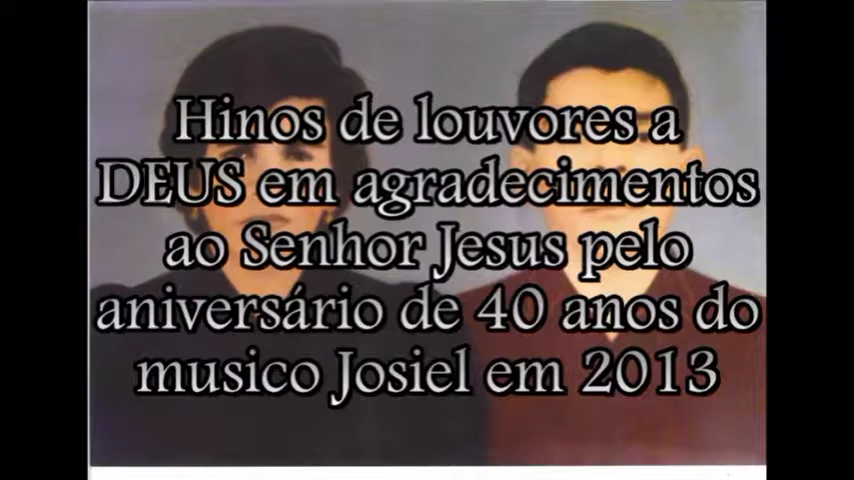 Hinos de louvores a
DEUS em agradecimentos
ao Senhor Jesus pelo
aniversário de 40 anos do
musico Josiel em 2013